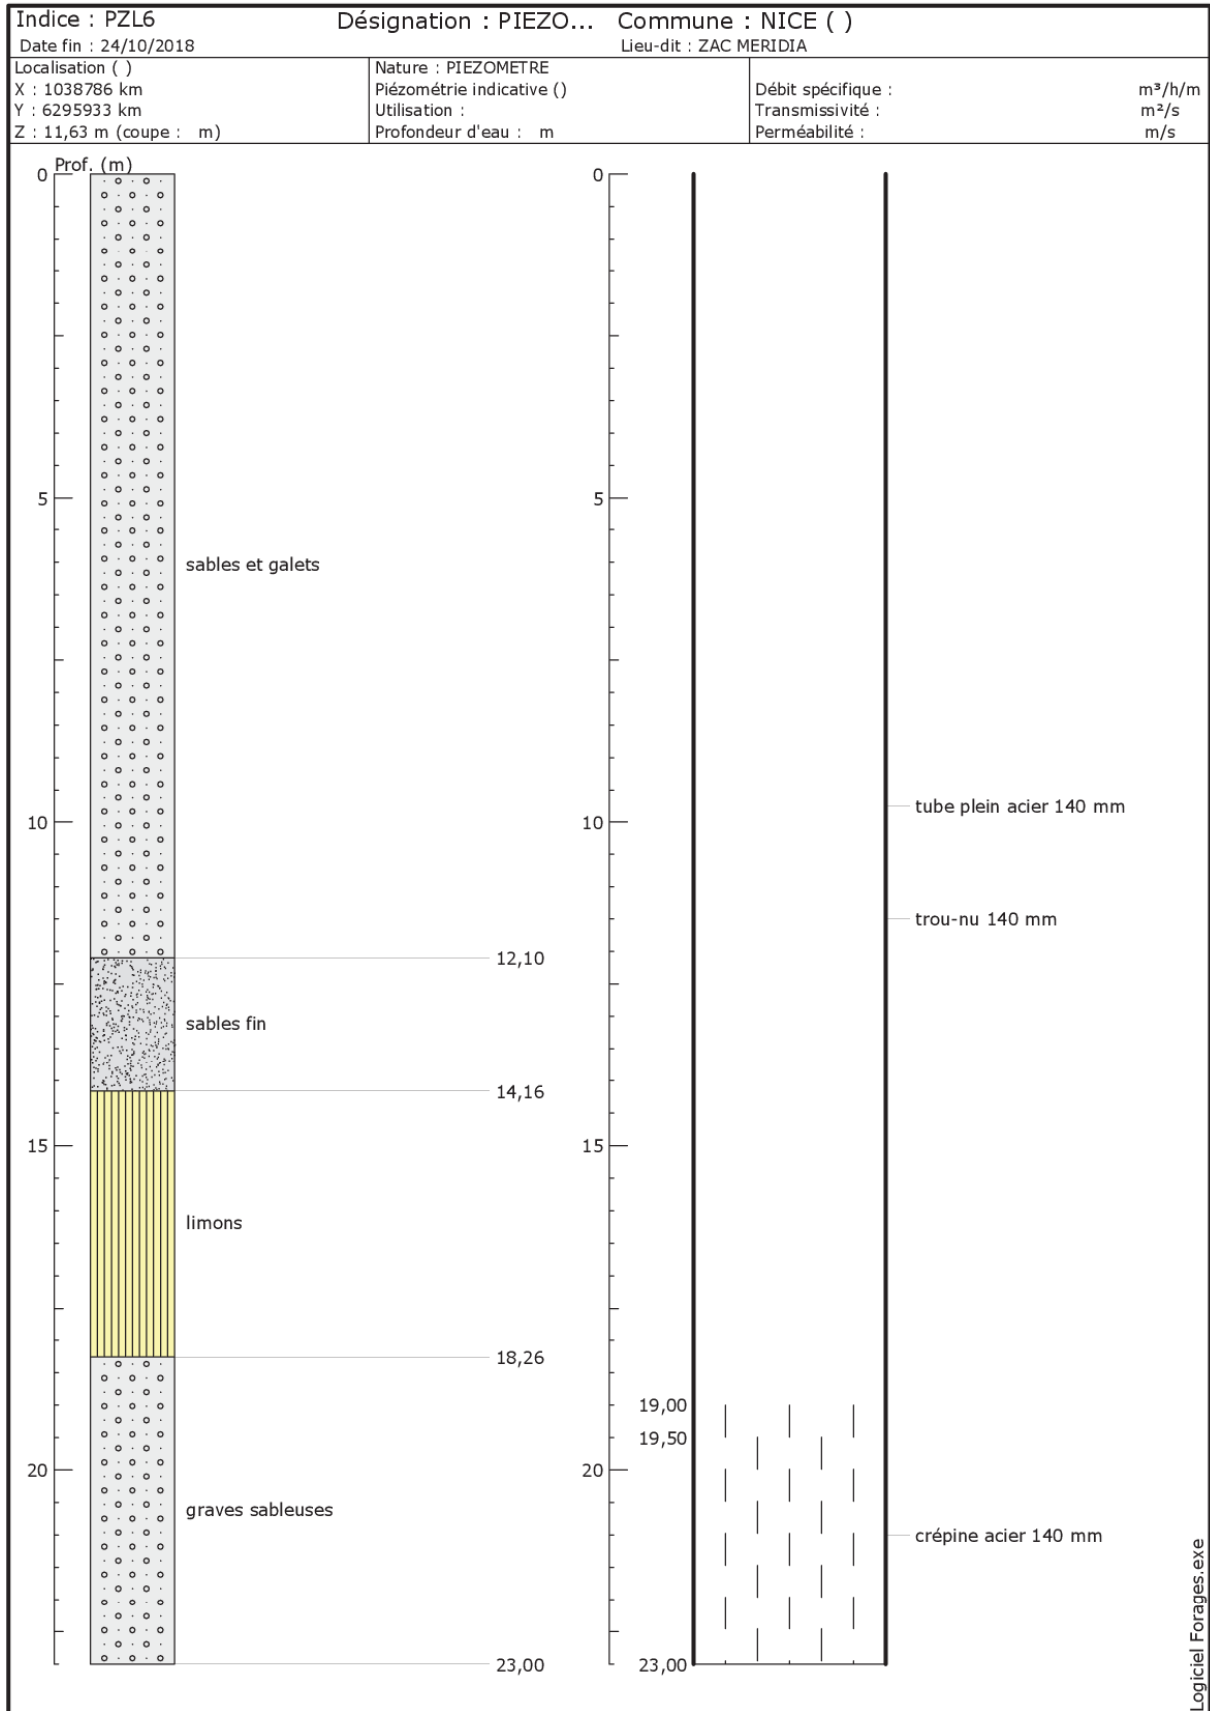 Indice : PZL6 Désignation : PIEZO... Commune : NICE ( )
Date fin : 24/10/2018 Lieu-dit : ZAC MERIDIA
Localisation ( )
X : 1038786 km
Y : 6295933 km
Z : 11,63 m (coupe : m)
Nature : PIEZOMETRE
Piézométrie indicative ()
Utilisation :
Profondeur d'eau : m
Débit spécifique : m³/h/m
Transmissivité : m²/s
Perméabilité : m/s
Prof. (m)
0
5
10
15
20
sables et galets
12,10
sables fin
14,16
limons
18,26
graves sableuses
23,00
0
5
10
15
20
19,00
19,50
23,00
tube plein acier 140 mm
trou-nu 140 mm
crépine acier 140 mm
Logiciel Forages.exe